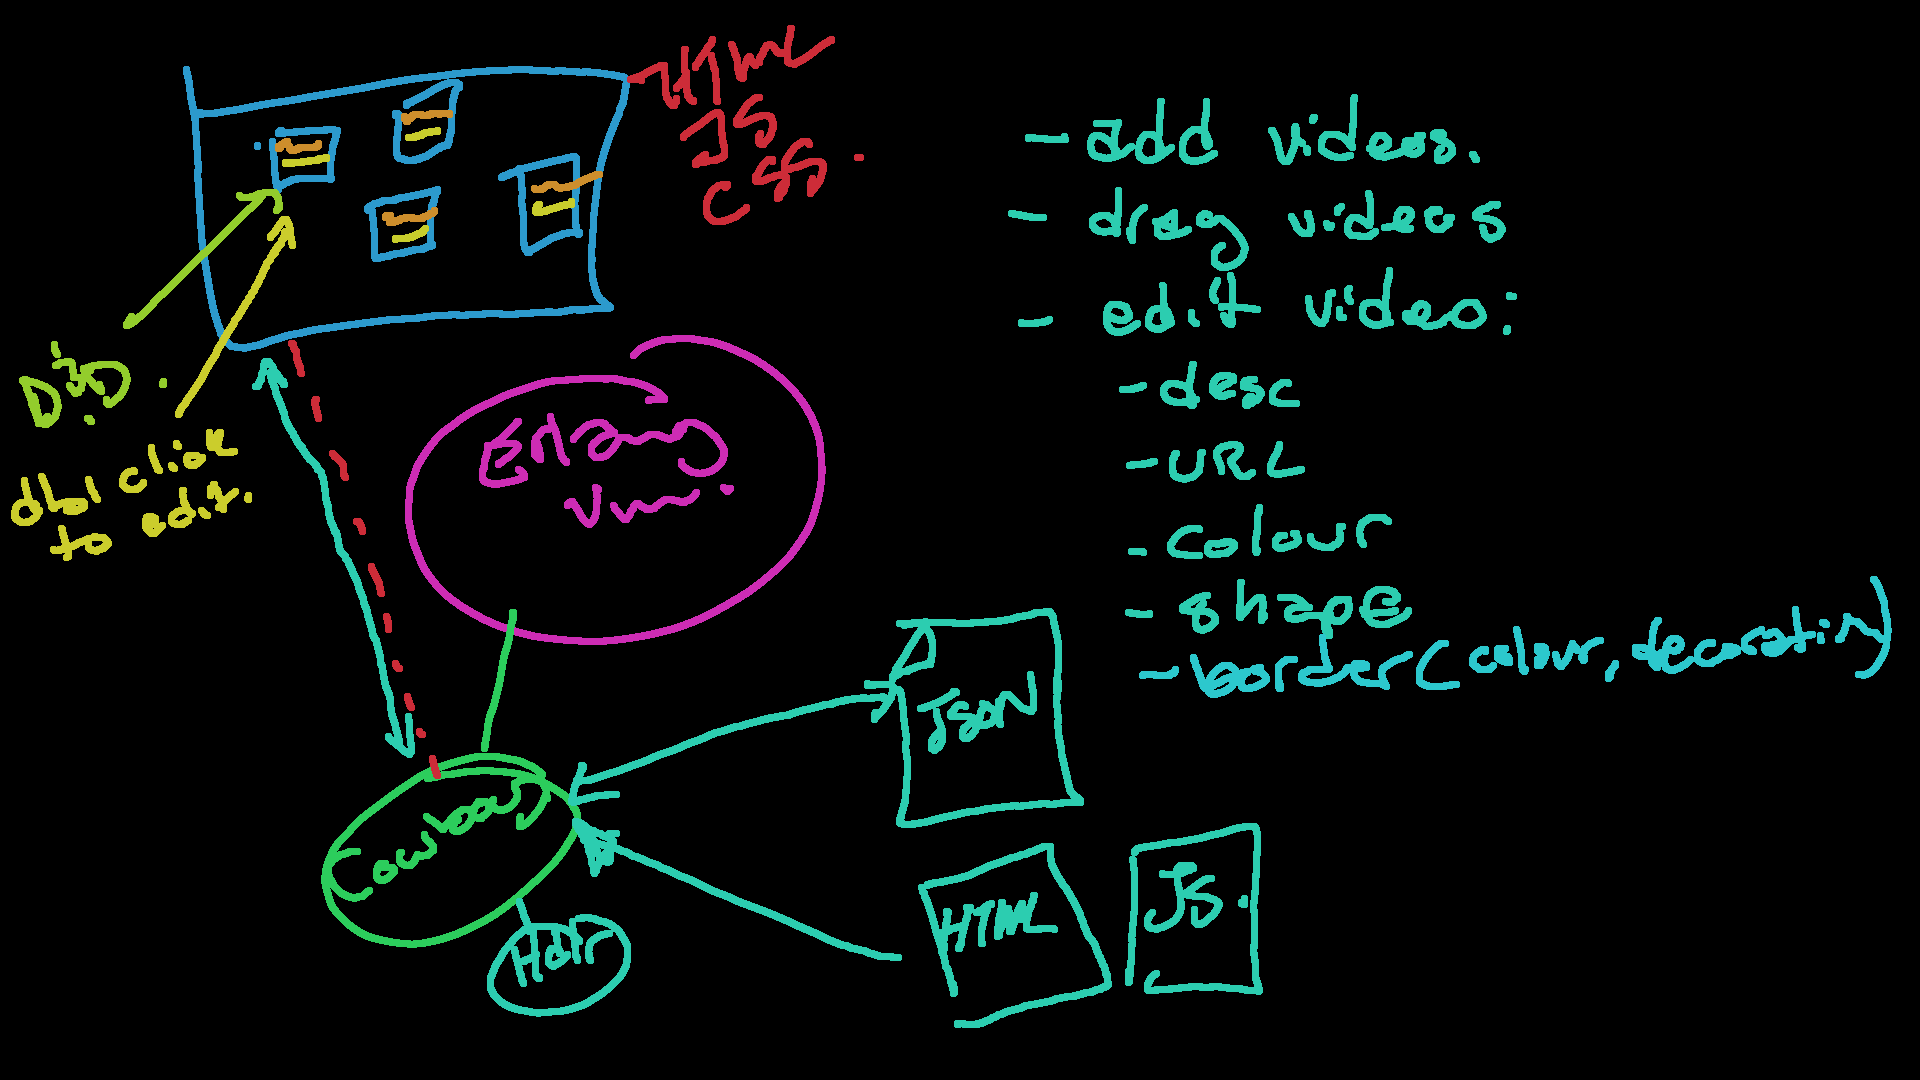 HTML
JS
CSS.
D&D.
dbl click
to edit.
Erlang
Vm.
Cowboy
Hdlr
JSON
HTML
JS.
- add videos.
- drag videos
- edit video:
- desc
- URL
- colour
- shape
- border (colour, decoration)